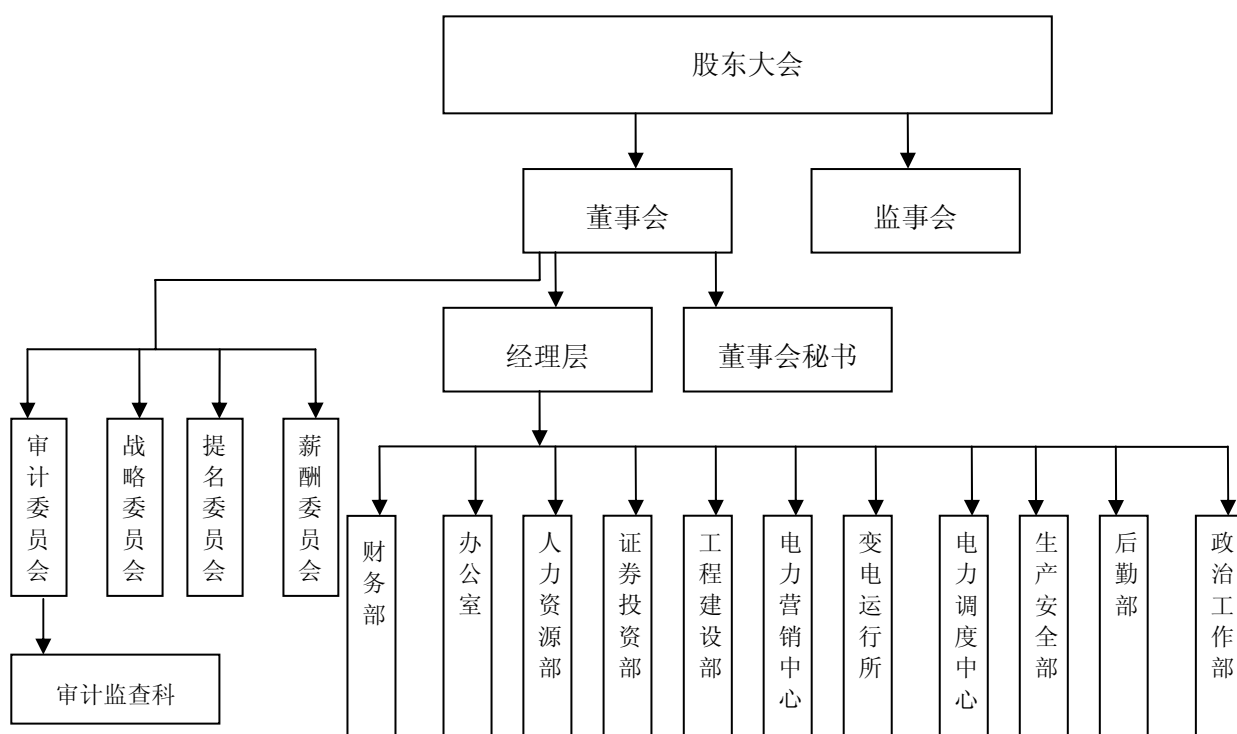 股东大会
董事会
监事会
经理层
董事会秘书
审计委员会
战略委员会
提名委员会
薪酬委员会
财务部
办公室
人力资源部
证券投资部
工程建设部
电力营销中心
变电运行所
电力调度中心
生产安全部
后勤部
政治工作部
审计监查科